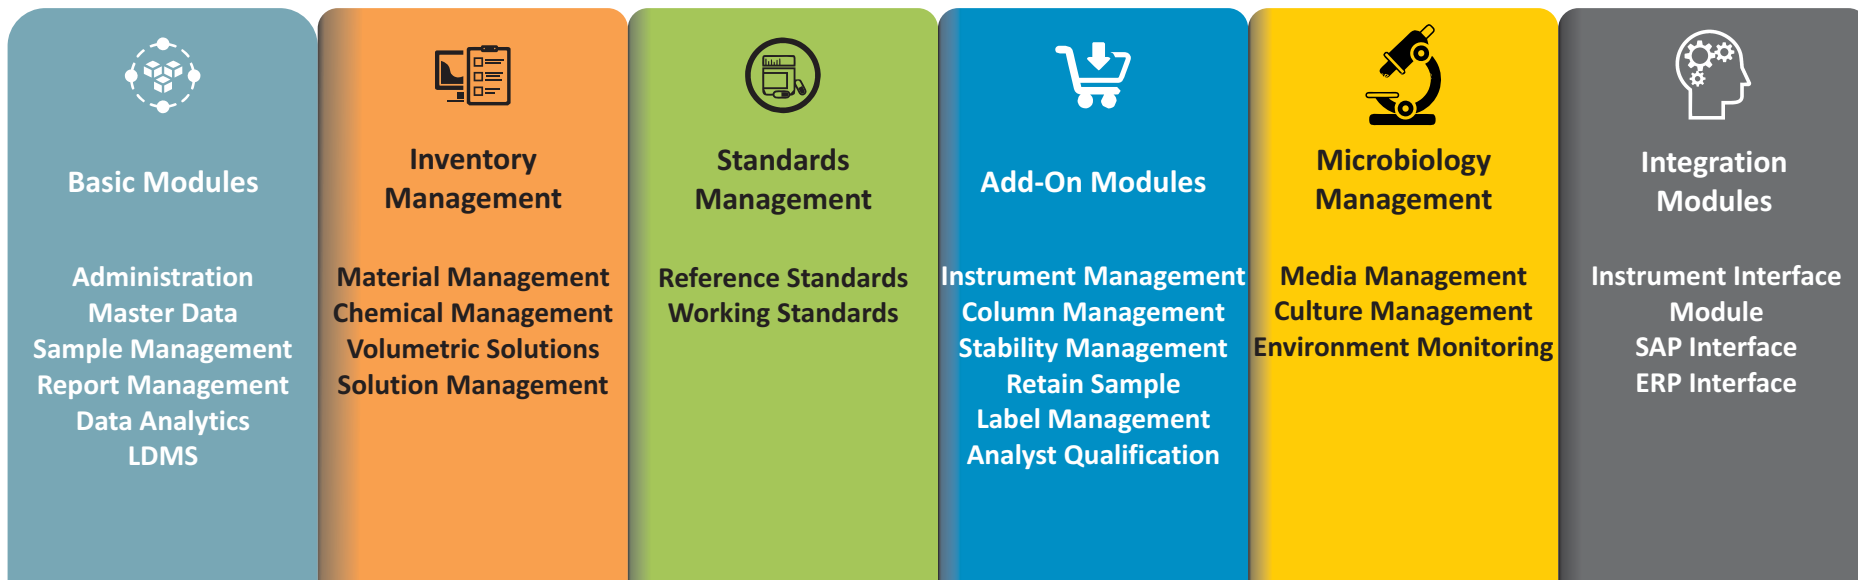 Basic Modules
Administration
Master Data
Sample Management
Report Management
Data Analytics
LDMS
Inventory
Management
Material Management
Chemical Management
Volumetric Solutions
Solution Management
Standards
Management
Reference Standards
Working Standards
Add-On Modules
Instrument Management
Column Management
Stability Management
Retain Sample
Label Management
Analyst Qualification
Microbiology
Management
Media Management
Culture Management
Environment Monitoring
Integration
Modules
Instrument Interface
Module
SAP Interface
ERP Interface